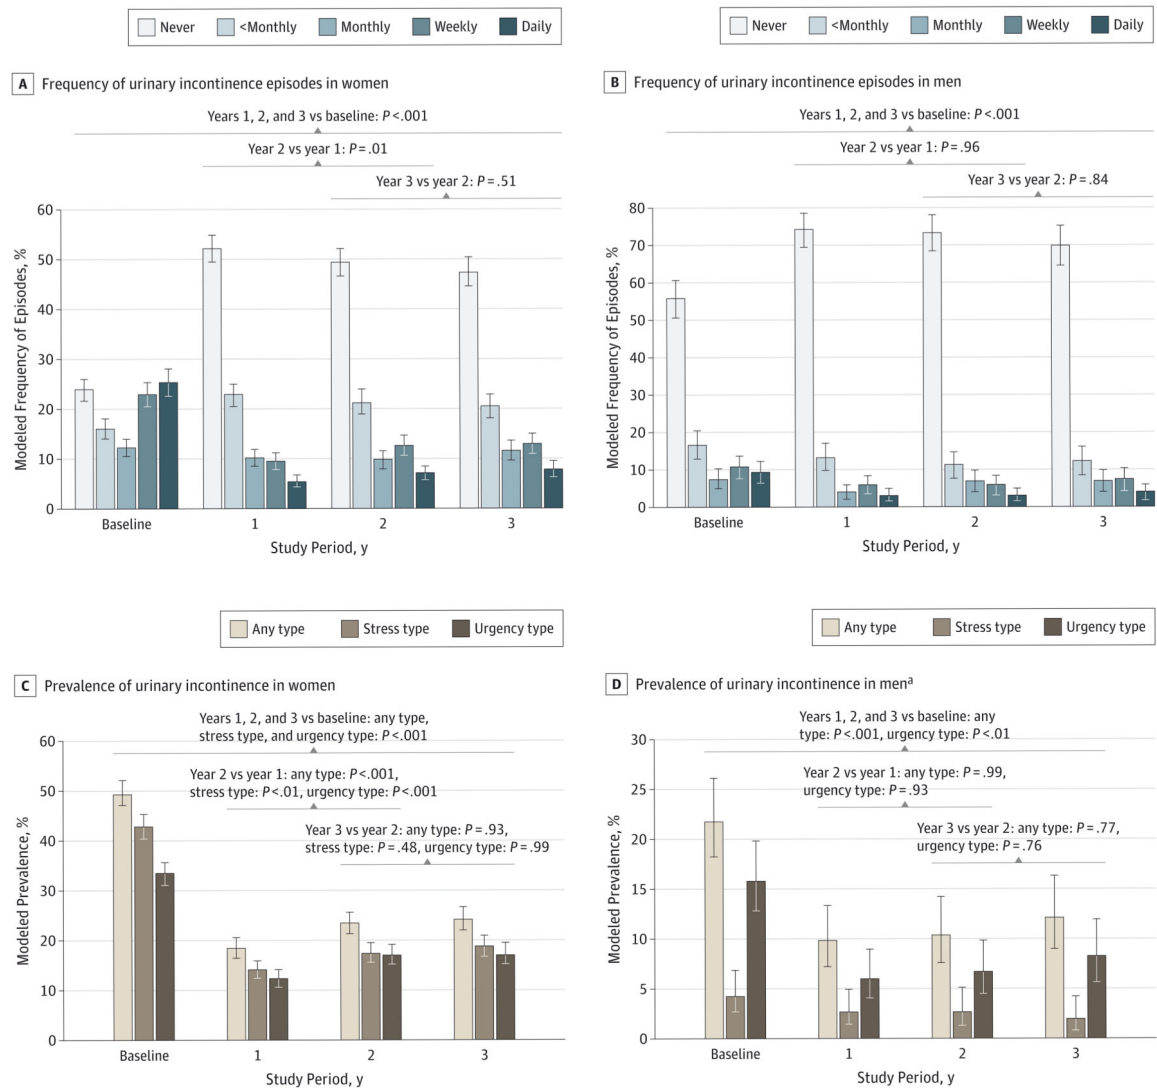 Never <Monthly Monthly Weekly Daily
A Frequency of urinary incontinence episodes in women
Years 1, 2, and 3 vs baseline: P <.001
Year 2 vs year 1: P = .01
Year 3 vs year 2: P = .51
Modeled Frequency of Episodes, %
60
50
40
30
20
10
0
Baseline 1 2 3
Study Period, y
Never <Monthly Monthly Weekly Daily
B Frequency of urinary incontinence episodes in men
Years 1, 2, and 3 vs baseline: P <.001
Year 2 vs year 1: P = .96
Year 3 vs year 2: P = .84
Modeled Frequency of Episodes, %
80
70
60
50
40
30
20
10
0
Baseline 1 2 3
Study Period, y
Any type Stress type Urgency type
C Prevalence of urinary incontinence in women
Years 1, 2, and 3 vs baseline: any type,
stress type, and urgency type: P <.001
Year 2 vs year 1: any type: P <.001,
stress type: P <.01, urgency type: P <.001
Year 3 vs year 2: any type: P = .93,
stress type: P = .48, urgency type: P = .99
Modeled Prevalence, %
60
50
40
30
20
10
0
Baseline 1 2 3
Study Period, y
Any type Stress type Urgency type
D Prevalence of urinary incontinence in menᵃ
Years 1, 2, and 3 vs baseline: any
type: P <.001, urgency type: P <.01
Year 2 vs year 1: any type: P = .99,
urgency type: P = .93
Year 3 vs year 2: any type: P = .77,
urgency type: P = .76
Modeled Prevalence, %
30
25
20
15
10
5
0
Baseline 1 2 3
Study Period, y